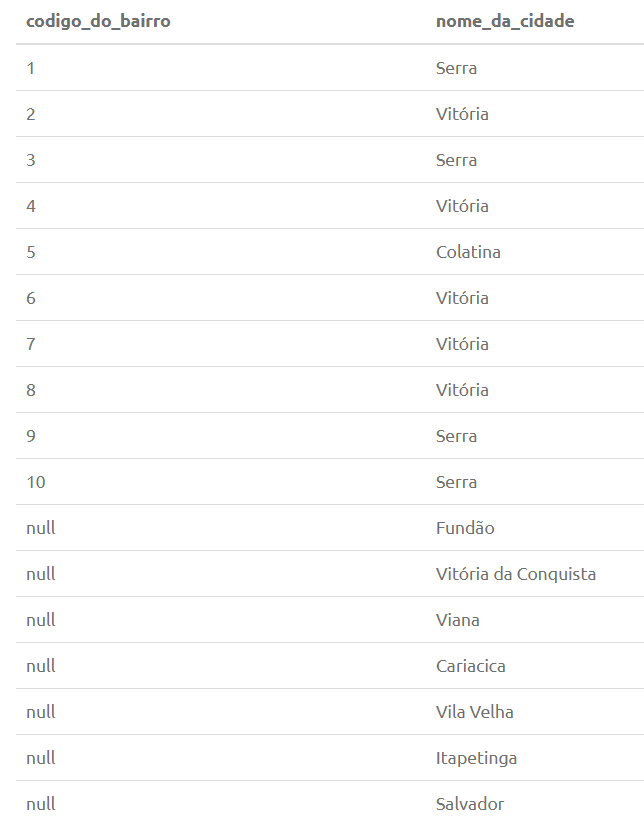 codigo_do_bairro nome_da_cidade
1 Serra
2 Vitória
3 Serra
4 Vitória
5 Colatina
6 Vitória
7 Vitória
8 Vitória
9 Serra
10 Serra
null Fundão
null Vitória da Conquista
null Viana
null Cariacica
null Vila Velha
null Itapetinga
null Salvador